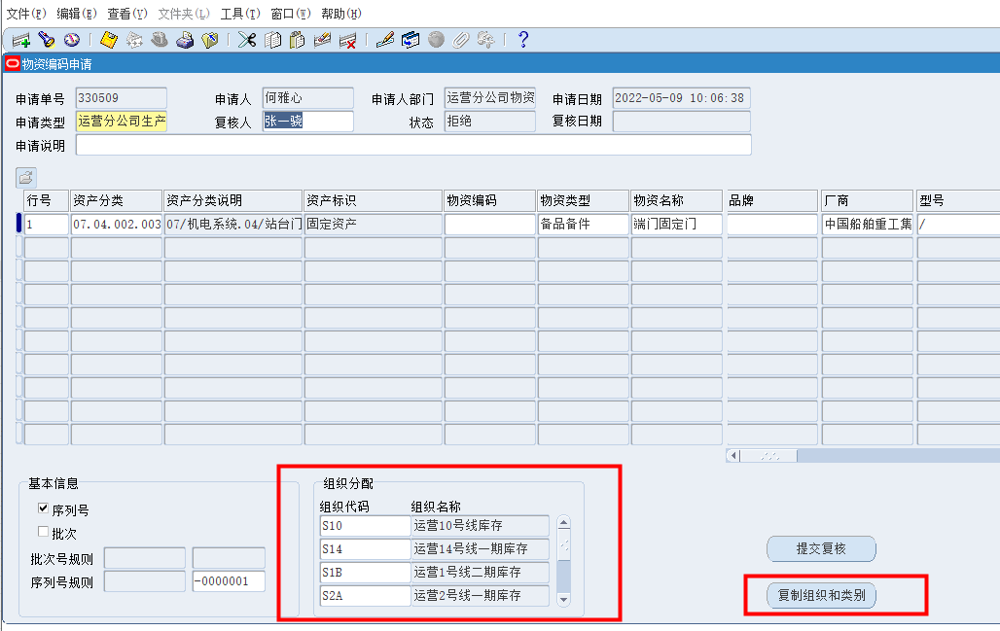 文件(F) 编辑(E) 查看(V) 文件夹(L) 工具(T) 窗口(W) 帮助(H)
物资编码申请
申请单号 330509 申请人 何雅心 申请人部门 运营分公司物资 申请日期 2022-05-09 10:06:38
申请类型 运营分公司生产 复核人 张一骁 状态 拒绝 复核日期
申请说明
行号 资产分类 资产分类说明 资产标识 物资编码 物资类型 物资名称 品牌 厂商 型号
1 07.04.002.003 07/机电系统.04/站台门 固定资产 备品备件 端门固定门 中国船舶重工集 /
基本信息
序列号
批次
批次号规则
序列号规则 -0000001
组织分配
组织代码 组织名称
S10 运营10号线库存
S14 运营14号线一期库存
S1B 运营1号线二期库存
S2A 运营2号线一期库存
提交复核
复制组织和类别